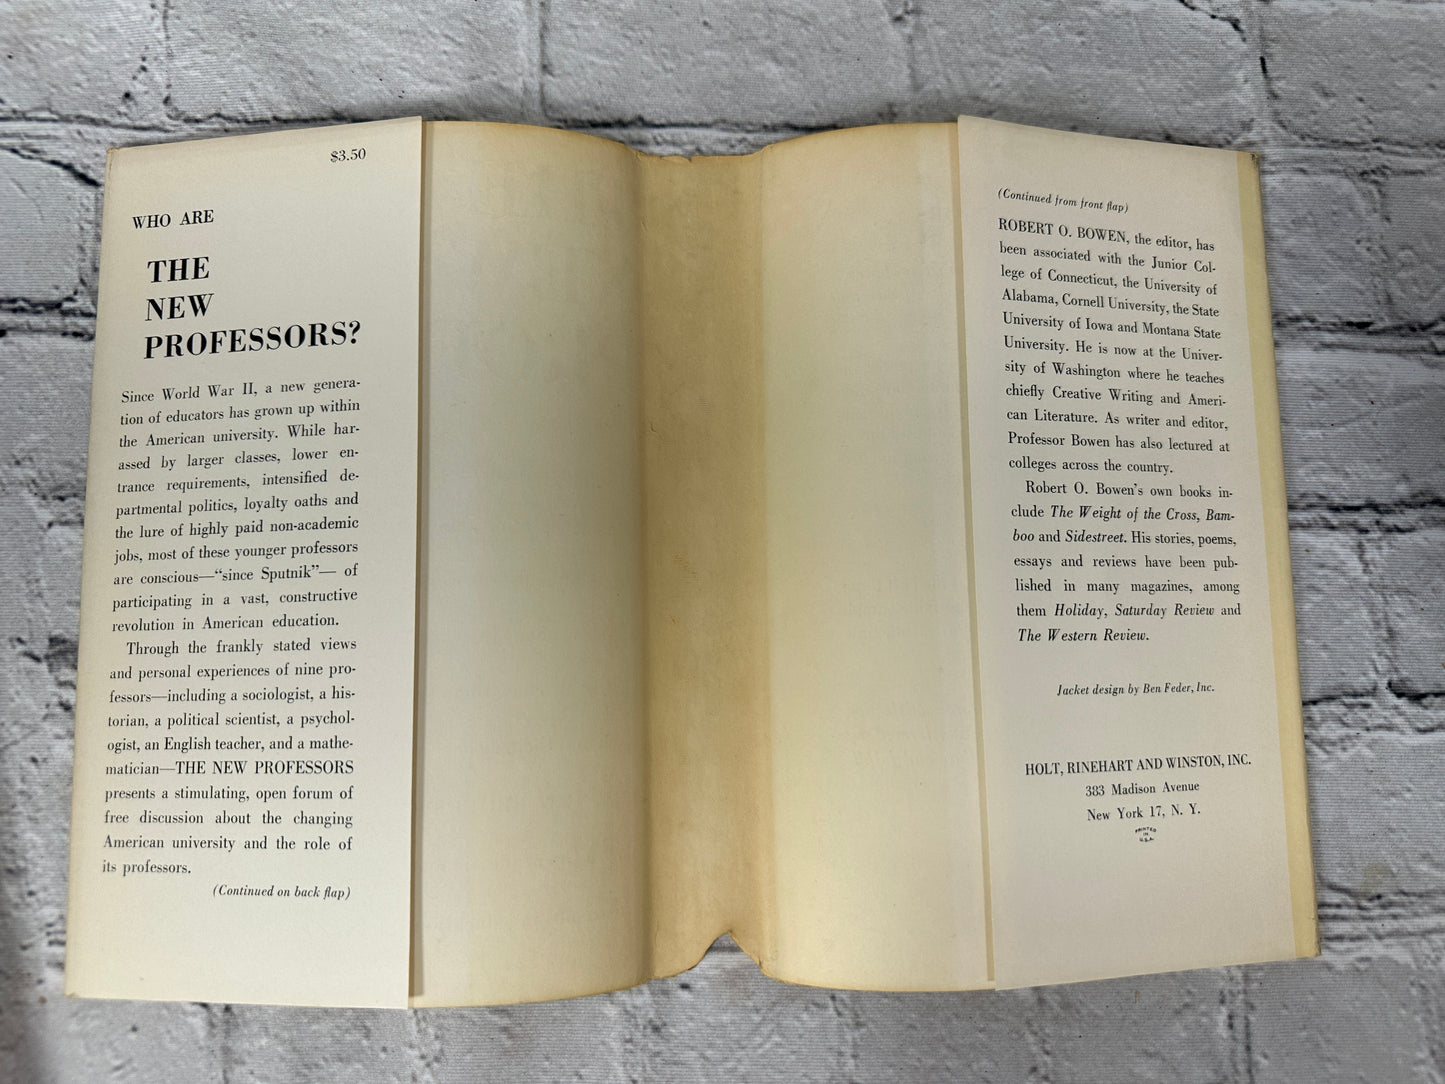 $3.50
WHO ARE
THE
NEW
PROFESSORS?
Since World War II, a new genera-
tion of educators has grown up within
the American university. While har-
assed by larger classes, lower en-
trance requirements, intensified de-
partmental politics, loyalty oaths and
the lure of highly paid non-academic
jobs, most of these younger professors
are conscious—“since Sputnik”— of
participating in a vast, constructive
revolution in American education.
Through the frankly stated views
and personal experiences of nine pro-
fessors—including a sociologist, a his-
torian, a political scientist, a psychol-
ogist, an English teacher, and a mathe-
matician—THE NEW PROFESSORS
presents a stimulating, open forum of
free discussion about the changing
American university and the role of
its professors.
(Continued on back flap)
(Continued from front flap)
ROBERT O. BOWEN, the editor, has
been associated with the Junior Col-
lege of Connecticut, the University of
Alabama, Cornell University, the State
University of Iowa and Montana State
University. He is now at the Univer-
sity of Washington where he teaches
chiefly Creative Writing and Ameri-
can Literature. As writer and editor,
Professor Bowen has also lectured at
colleges across the country.
Robert O. Bowen's own books in-
clude The Weight of the Cross, Bam-
boo and Sidestreet. His stories, poems,
essays and reviews have been pub-
lished in many magazines, among
them Holiday, Saturday Review and
The Western Review.
Jacket design by Ben Feder, Inc.
HOLT, RINEHART AND WINSTON, INC.
383 Madison Avenue
New York 17, N. Y.
PRINTED
IN
U.S.A.